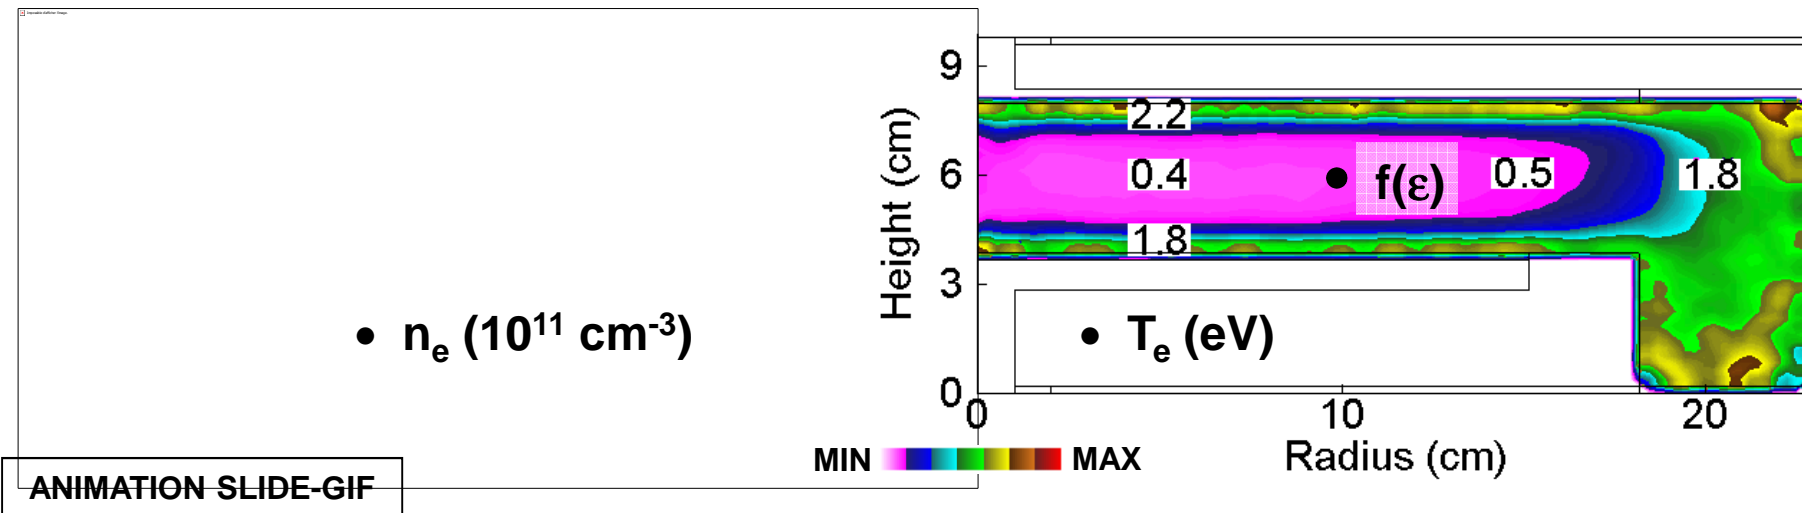 9
6
3
0
Height (cm)
2.2
0.4
f(ε)
0.5
1.8
1.8
• nₑ (10¹¹ cm⁻³)
• Tₑ (eV)
0
10
20
Radius (cm)
MIN
MAX
ANIMATION SLIDE-GIF